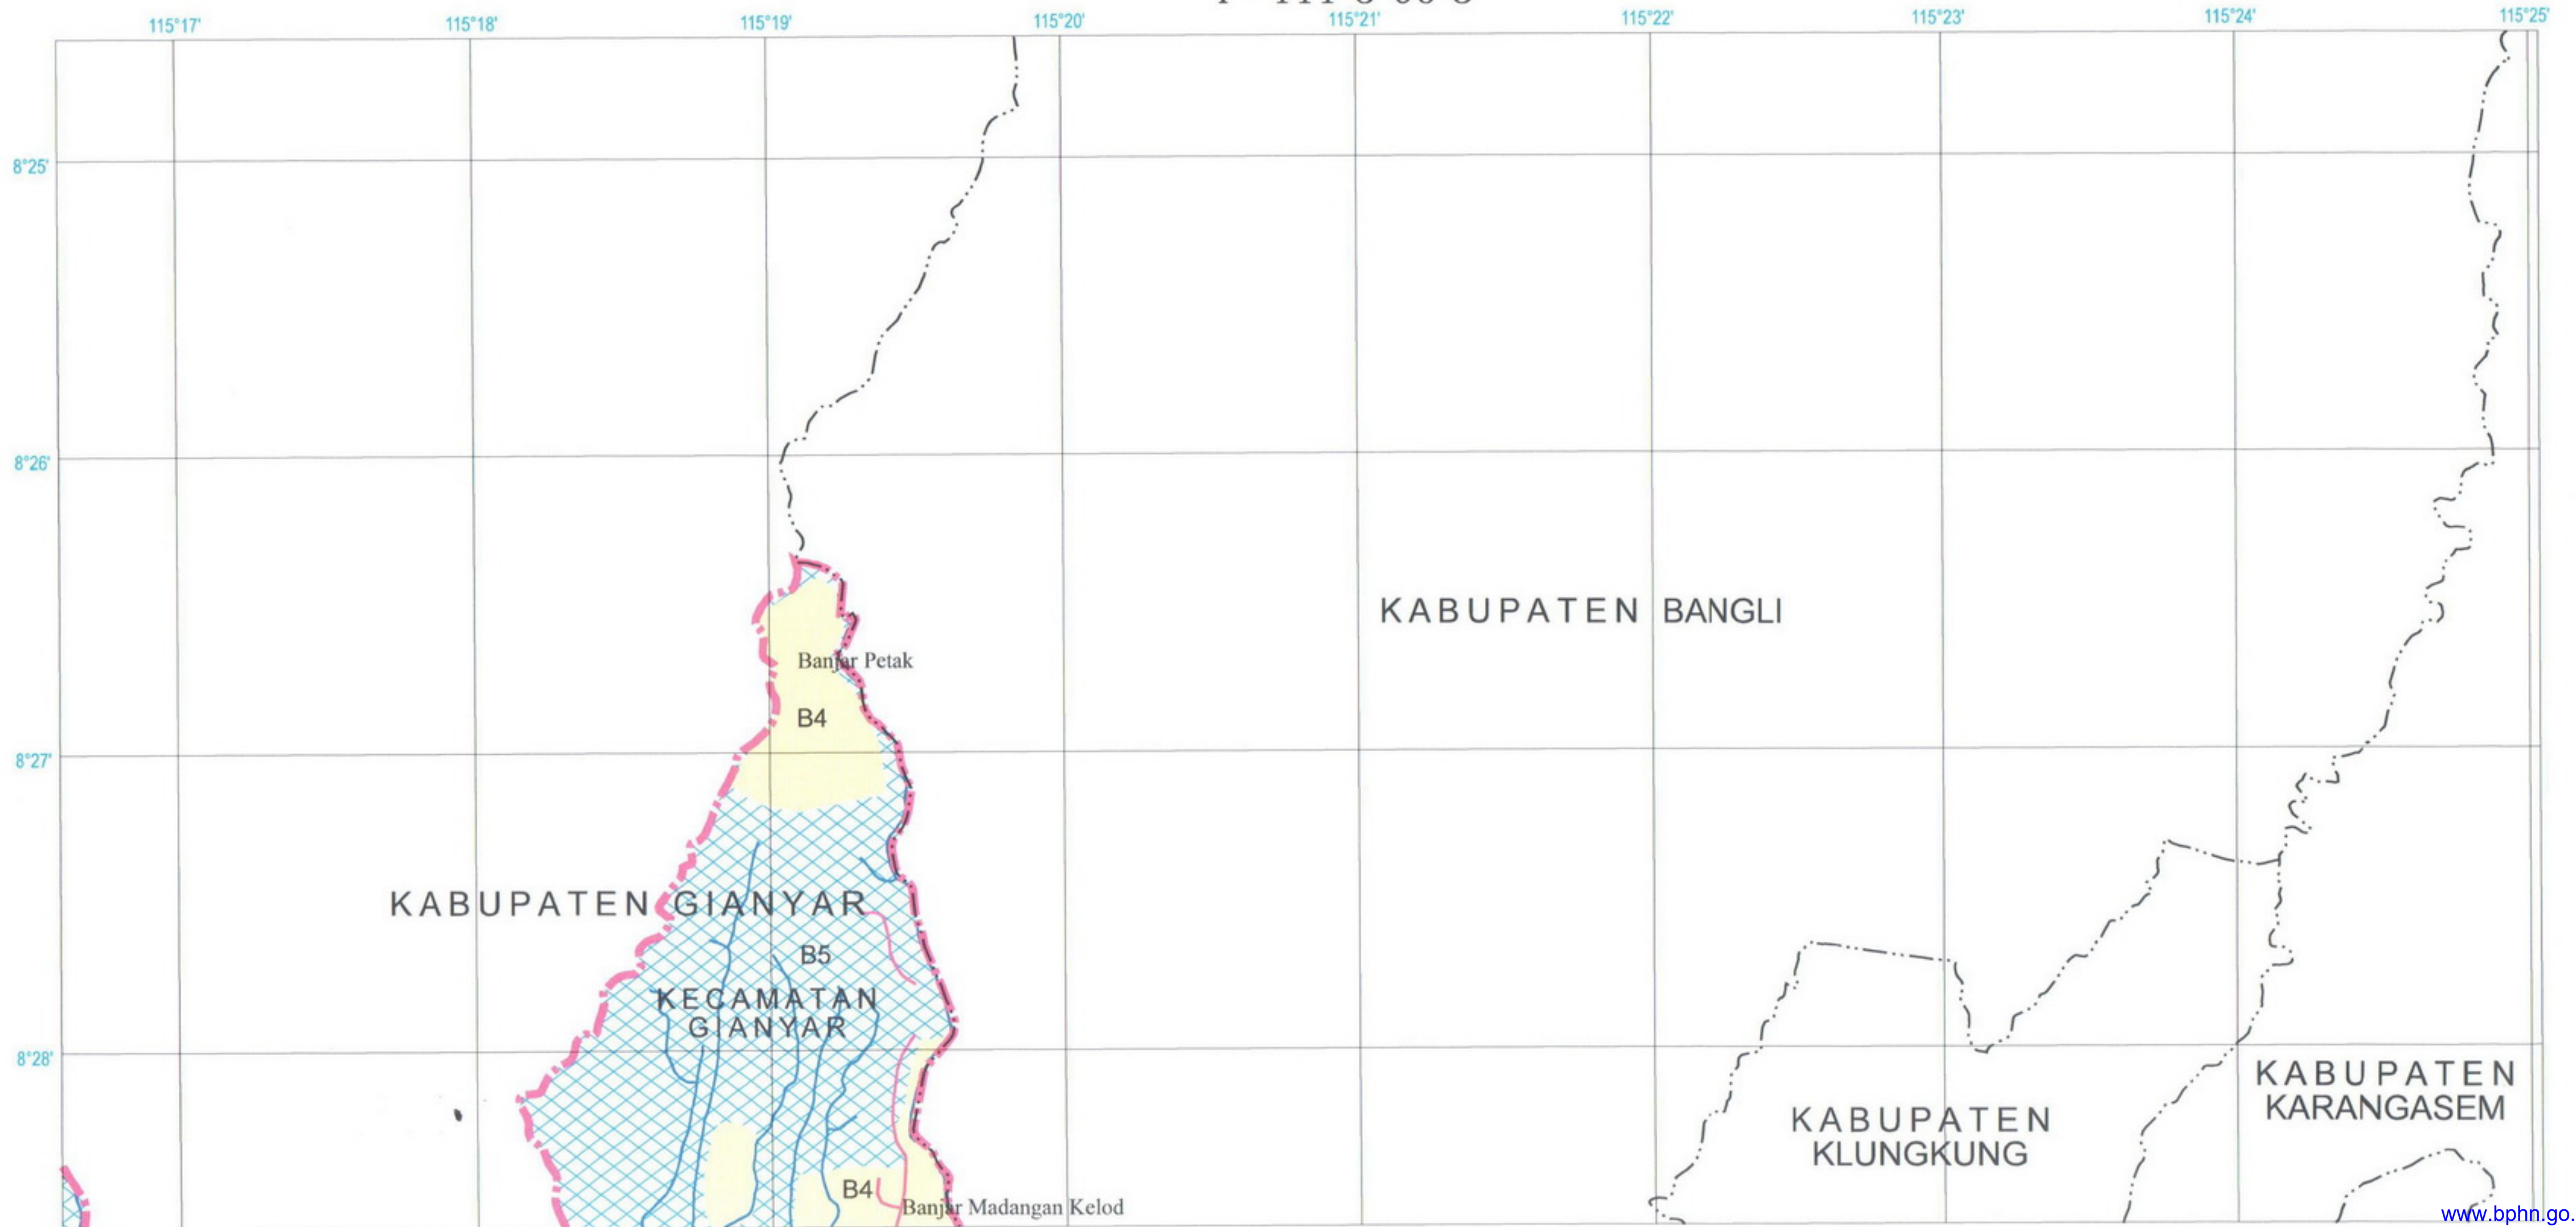 115°17' 115°18' 115°19' 115°20' 115°21' 115°22' 115°23' 115°24' 115°25'
8°25'
8°26'
KABUPATEN BANGLI
Banjar Petak
B4
8°27'
KABUPATEN GIANYAR
B5
KECAMATAN
GIANYAR
8°28'
KABUPATEN
KARANGASEM
KABUPATEN
KLUNGKUNG
B4
Banjar Madangan Kelod
www.bphn.go.